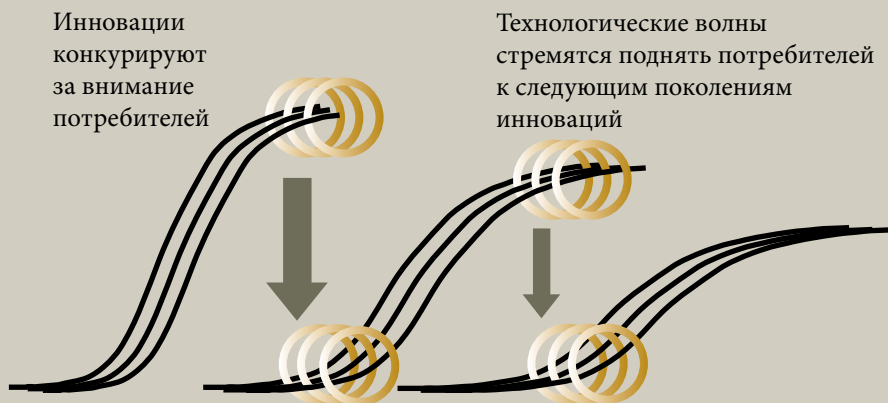 Инновации
конкурируют
за внимание
потребителей
Технологические волны
стремятся поднять потребителей
к следующим поколениям
инноваций